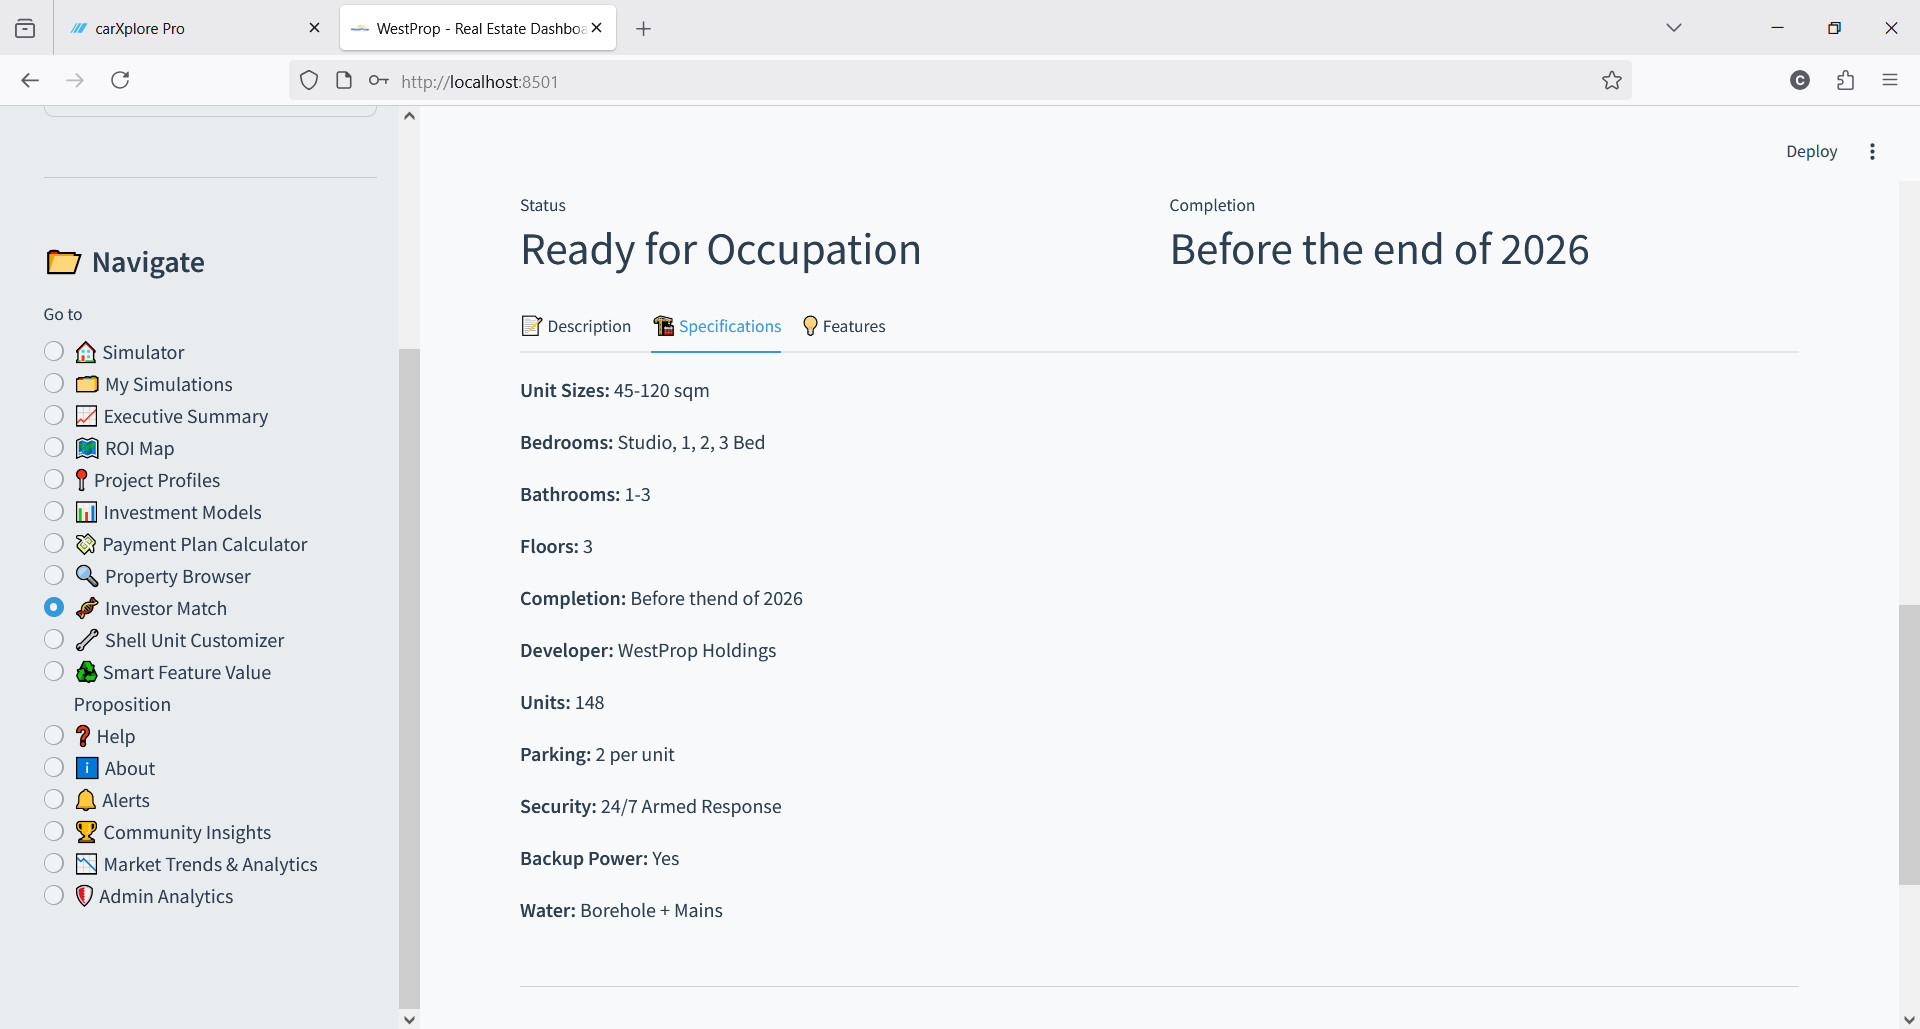 carXplore Pro
WestProp - Real Estate Dashboa
http://localhost:8501
C
Deploy
Navigate
Go to
Simulator
My Simulations
Executive Summary
ROI Map
Project Profiles
Investment Models
Payment Plan Calculator
Property Browser
Investor Match
Shell Unit Customizer
Smart Feature Value
Proposition
Help
About
Alerts
Community Insights
Market Trends & Analytics
Admin Analytics
Status
Ready for Occupation
Completion
Before the end of 2026
Description
Specifications
Features
Unit Sizes: 45-120 sqm
Bedrooms: Studio, 1, 2, 3 Bed
Bathrooms: 1-3
Floors: 3
Completion: Before thend of 2026
Developer: WestProp Holdings
Units: 148
Parking: 2 per unit
Security: 24/7 Armed Response
Backup Power: Yes
Water: Borehole + Mains